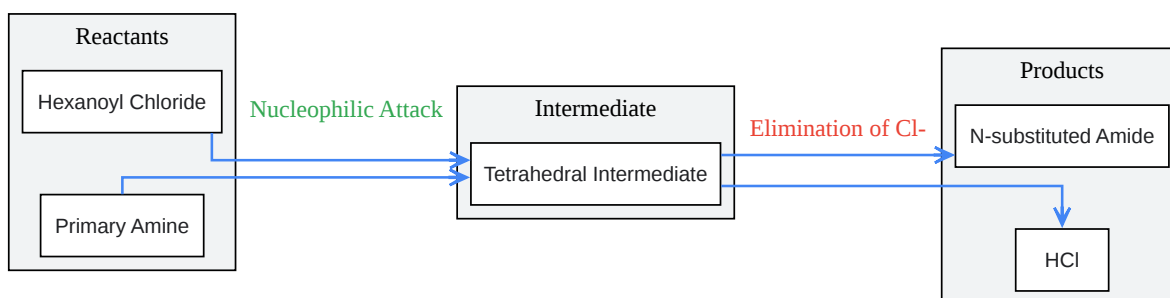 Reactants
Hexanoyl Chloride
Primary Amine
Nucleophilic Attack
Intermediate
Tetrahedral Intermediate
Elimination of Cl-
Products
N-substituted Amide
HCl